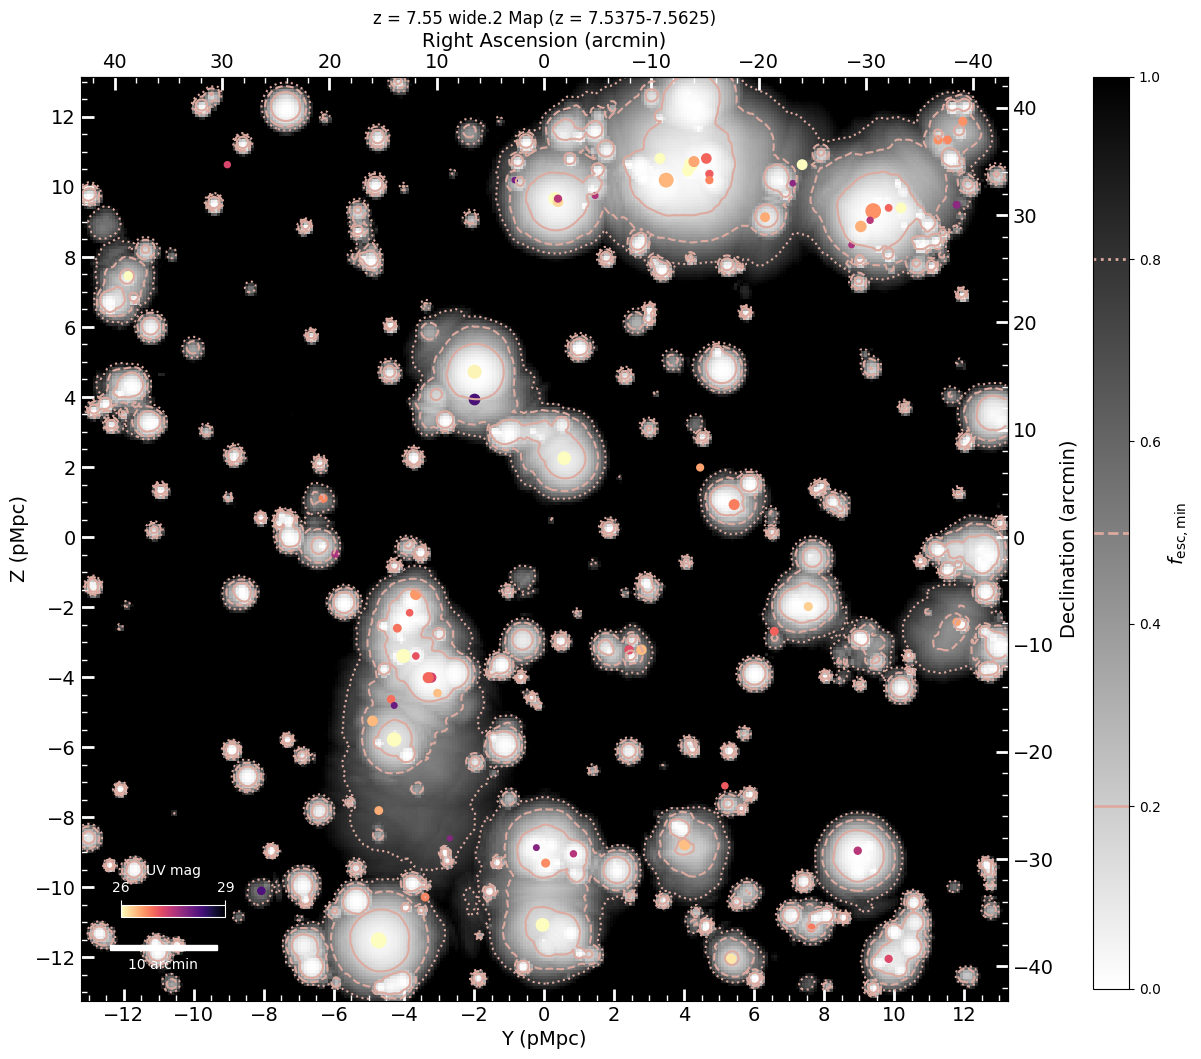 z = 7.55 wide.2 Map (z = 7.5375-7.5625)
Right Ascension (arcmin)
40 30 20 10 0 −10 −20 −30 −40
12 10 8 6 4 2 0 −2 −4 −6 −8 −10 −12
Z (pMpc)
40 30 20 10 0 −10 −20 −30 −40
Declination (arcmin)
1.0 0.8 0.6 0.4 0.2 0.0
fesc,min
UV mag
26 29
10 arcmin
−12 −10 −8 −6 −4 −2 0 2 4 6 8 10 12
Y (pMpc)